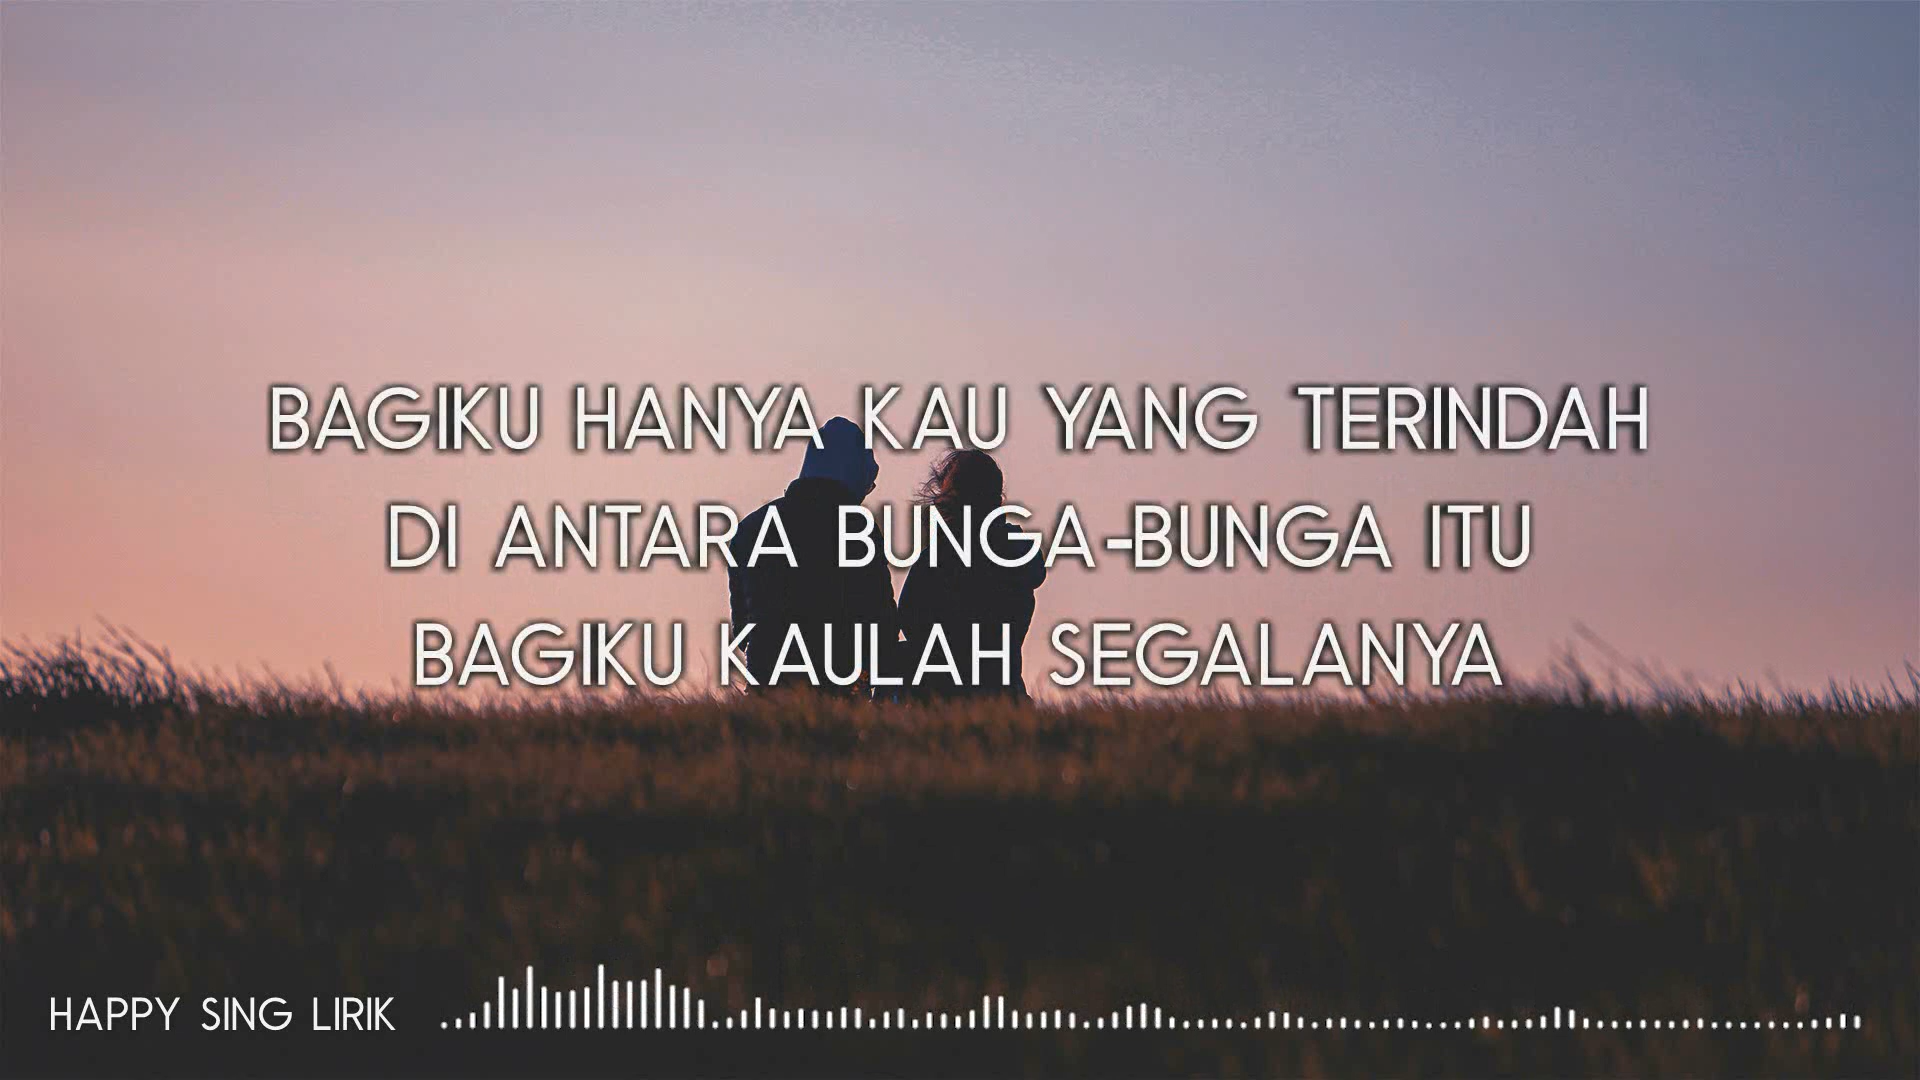 BAGIKU HANYA KAU YANG TERINDAH
DI ANTARA BUNGA-BUNGA ITU
BAGIKU KAULAH SEGALANYA
HAPPY SING LIRIK